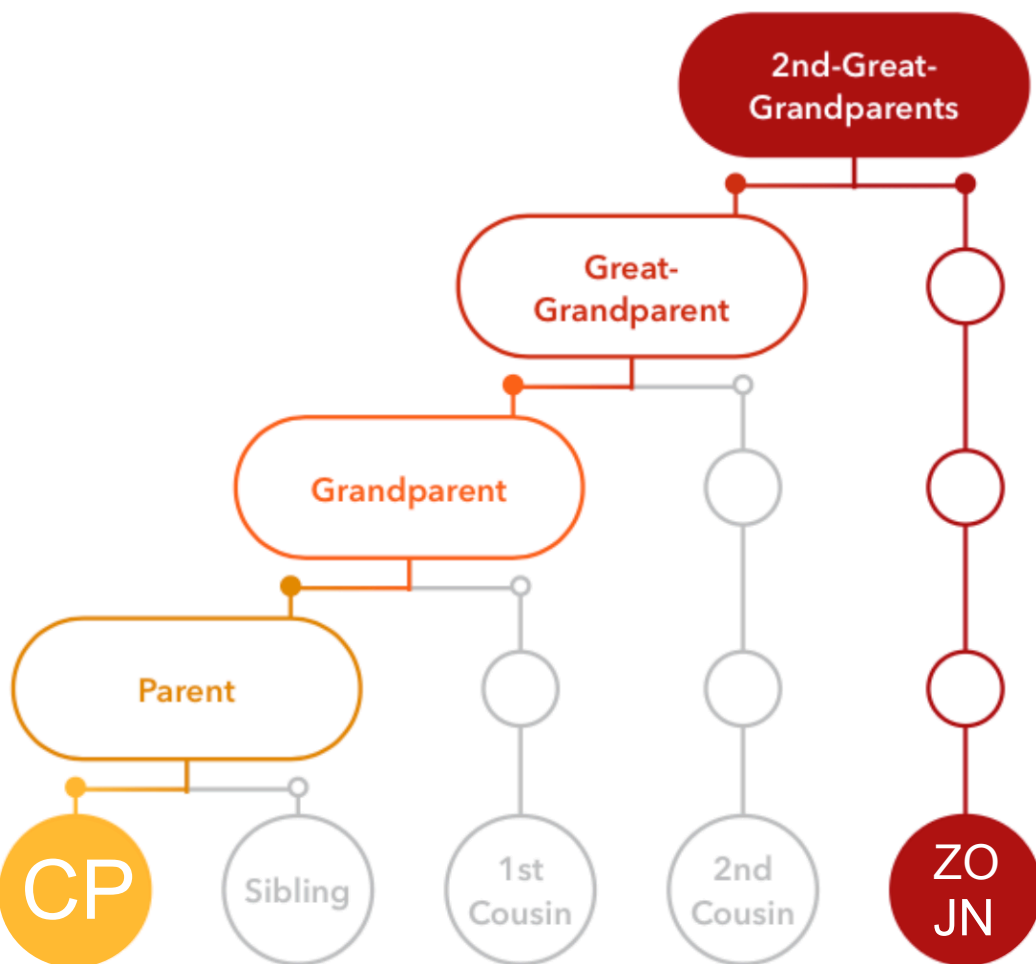 2nd-Great-
Grandparents
Great-
Grandparent
Grandparent
Parent
CP
Sibling
1st
Cousin
2nd
Cousin
ZO
JN